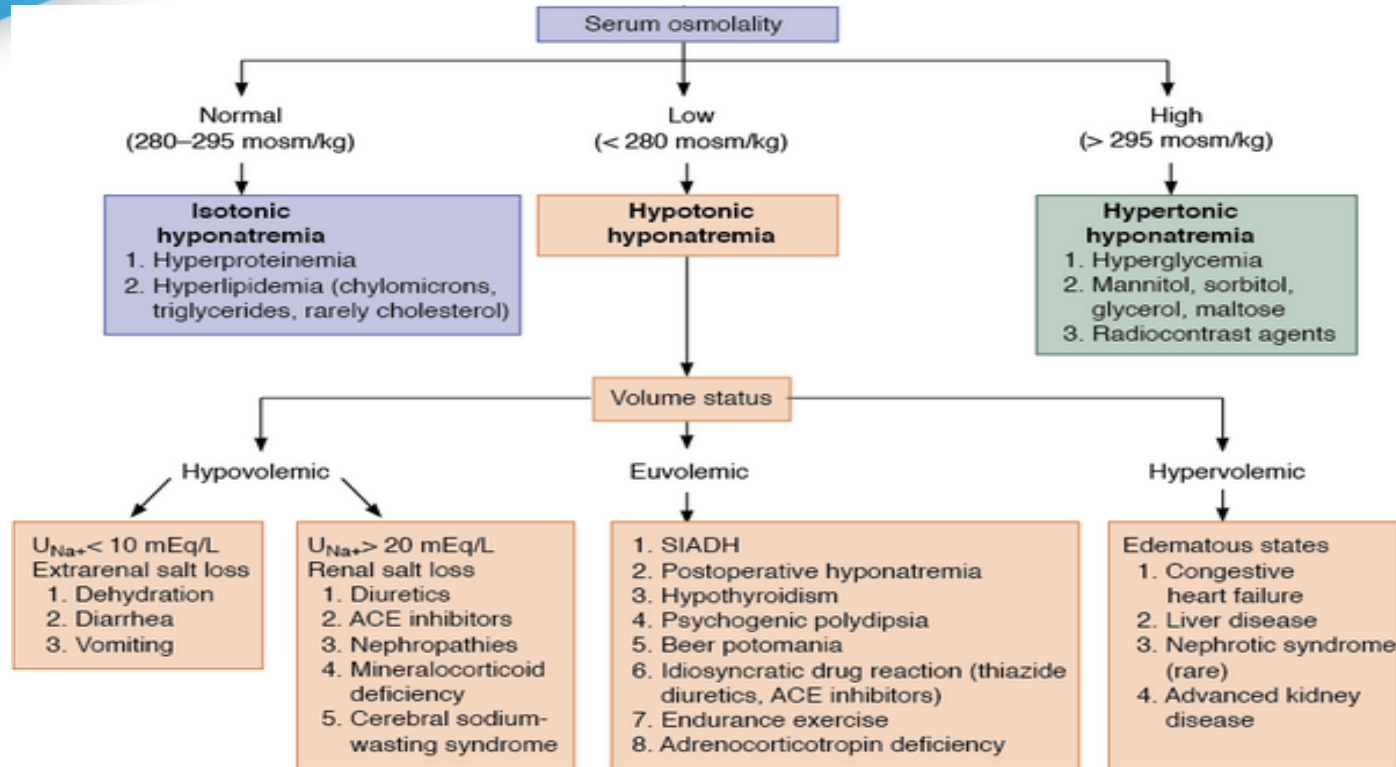 Serum osmolality
Normal
(280–295 mosm/kg)
Low
(< 280 mosm/kg)
High
(> 295 mosm/kg)
Isotonic
hyponatremia
1. Hyperproteinemia
2. Hyperlipidemia (chylomicrons,
triglycerides, rarely cholesterol)
Hypotonic
hyponatremia
Hypertonic
hyponatremia
1. Hyperglycemia
2. Mannitol, sorbitol,
glycerol, maltose
3. Radiocontrast agents
Volume status
Hypovolemic
Euvolemic
Hypervolemic
UNa+< 10 mEq/L
Extrarenal salt loss
1. Dehydration
2. Diarrhea
3. Vomiting
UNa+> 20 mEq/L
Renal salt loss
1. Diuretics
2. ACE inhibitors
3. Nephropathies
4. Mineralocorticoid
deficiency
5. Cerebral sodium-
wasting syndrome
1. SIADH
2. Postoperative hyponatremia
3. Hypothyroidism
4. Psychogenic polydipsia
5. Beer potomania
6. Idiosyncratic drug reaction (thiazide
diuretics, ACE inhibitors)
7. Endurance exercise
8. Adrenocorticotropin deficiency
Edematous states
1. Congestive
heart failure
2. Liver disease
3. Nephrotic syndrome
(rare)
4. Advanced kidney
disease